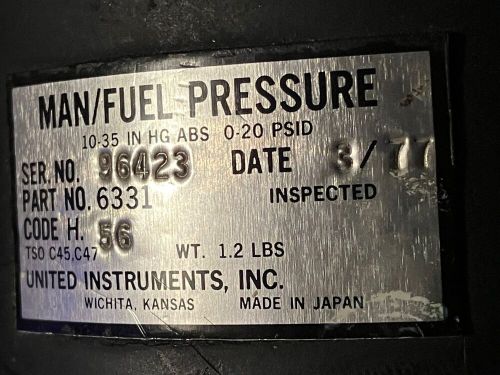 MAN/FUEL PRESSURE
10-35 IN HG ABS 0-20 PSID
SER. NO. 96423 DATE 3/77
PART NO. 6331 INSPECTED
CODE H. 56
TSO C45,C47 WT. 1.2 LBS
UNITED INSTRUMENTS, INC.
WICHITA, KANSAS MADE IN JAPAN